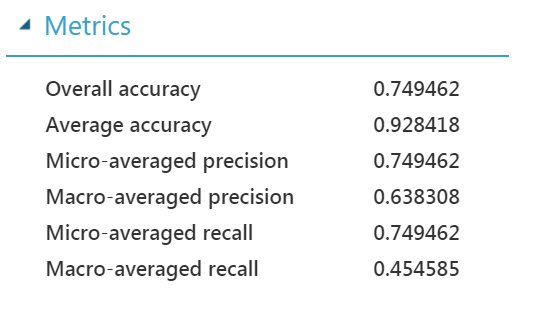 Metrics
Overall accuracy 0.749462
Average accuracy 0.928418
Micro-averaged precision 0.749462
Macro-averaged precision 0.638308
Micro-averaged recall 0.749462
Macro-averaged recall 0.454585